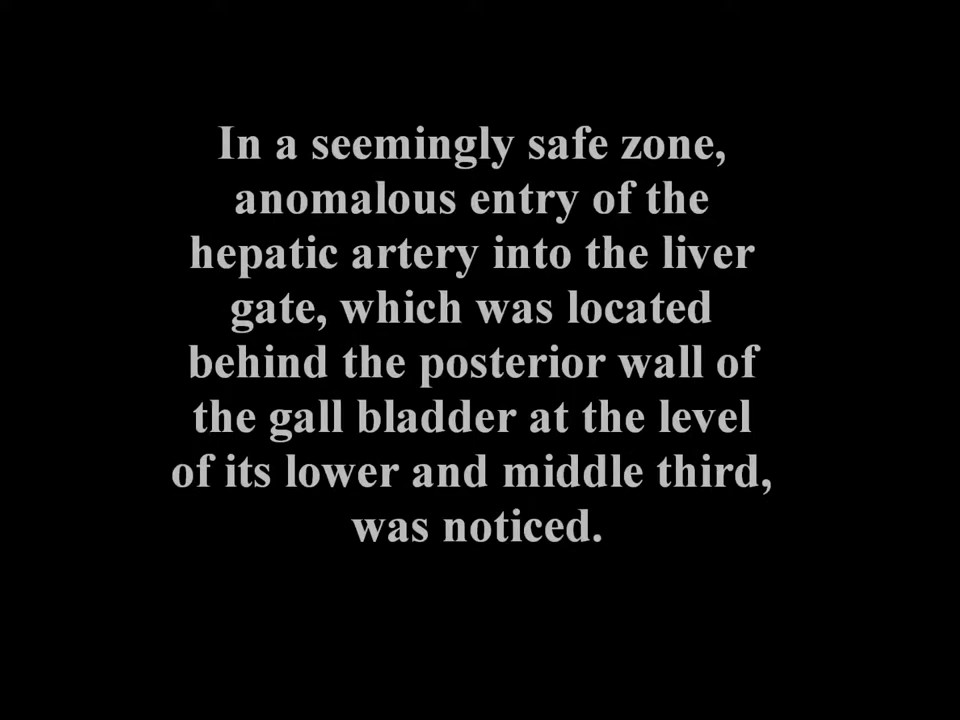 In a seemingly safe zone,
anomalous entry of the
hepatic artery into the liver
gate, which was located
behind the posterior wall of
the gall bladder at the level
of its lower and middle third,
was noticed.